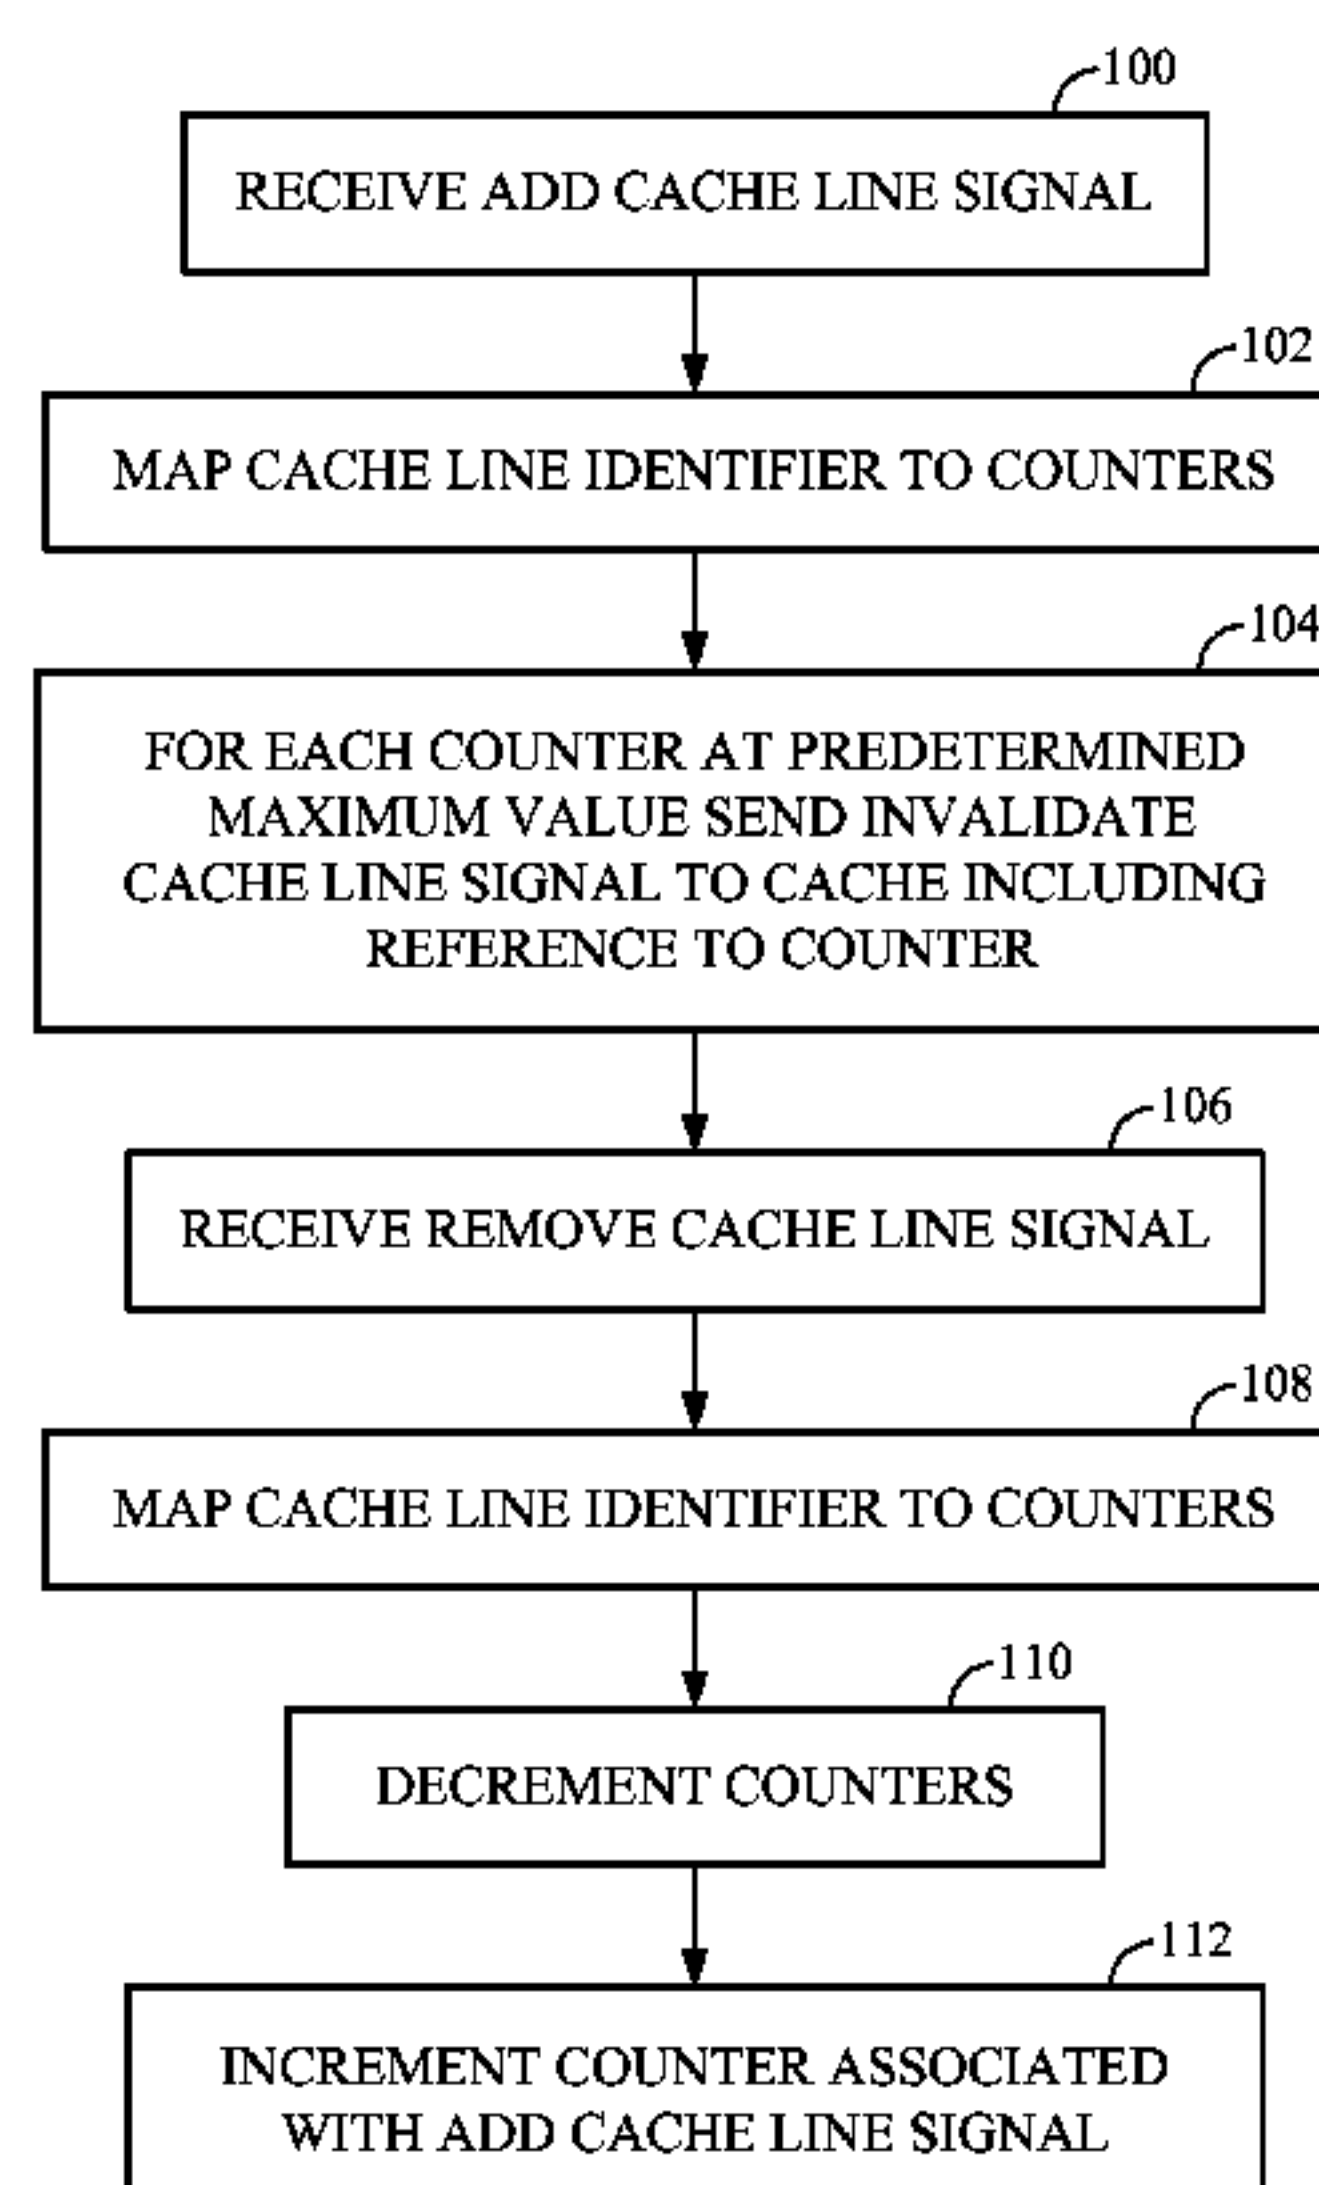 100
RECEIVE ADD CACHE LINE SIGNAL
102
MAP CACHE LINE IDENTIFIER TO COUNTERS
104
FOR EACH COUNTER AT PREDETERMINED
MAXIMUM VALUE SEND INVALIDATE
CACHE LINE SIGNAL TO CACHE INCLUDING
REFERENCE TO COUNTER
106
RECEIVE REMOVE CACHE LINE SIGNAL
108
MAP CACHE LINE IDENTIFIER TO COUNTERS
110
DECREMENT COUNTERS
112
INCREMENT COUNTER ASSOCIATED
WITH ADD CACHE LINE SIGNAL